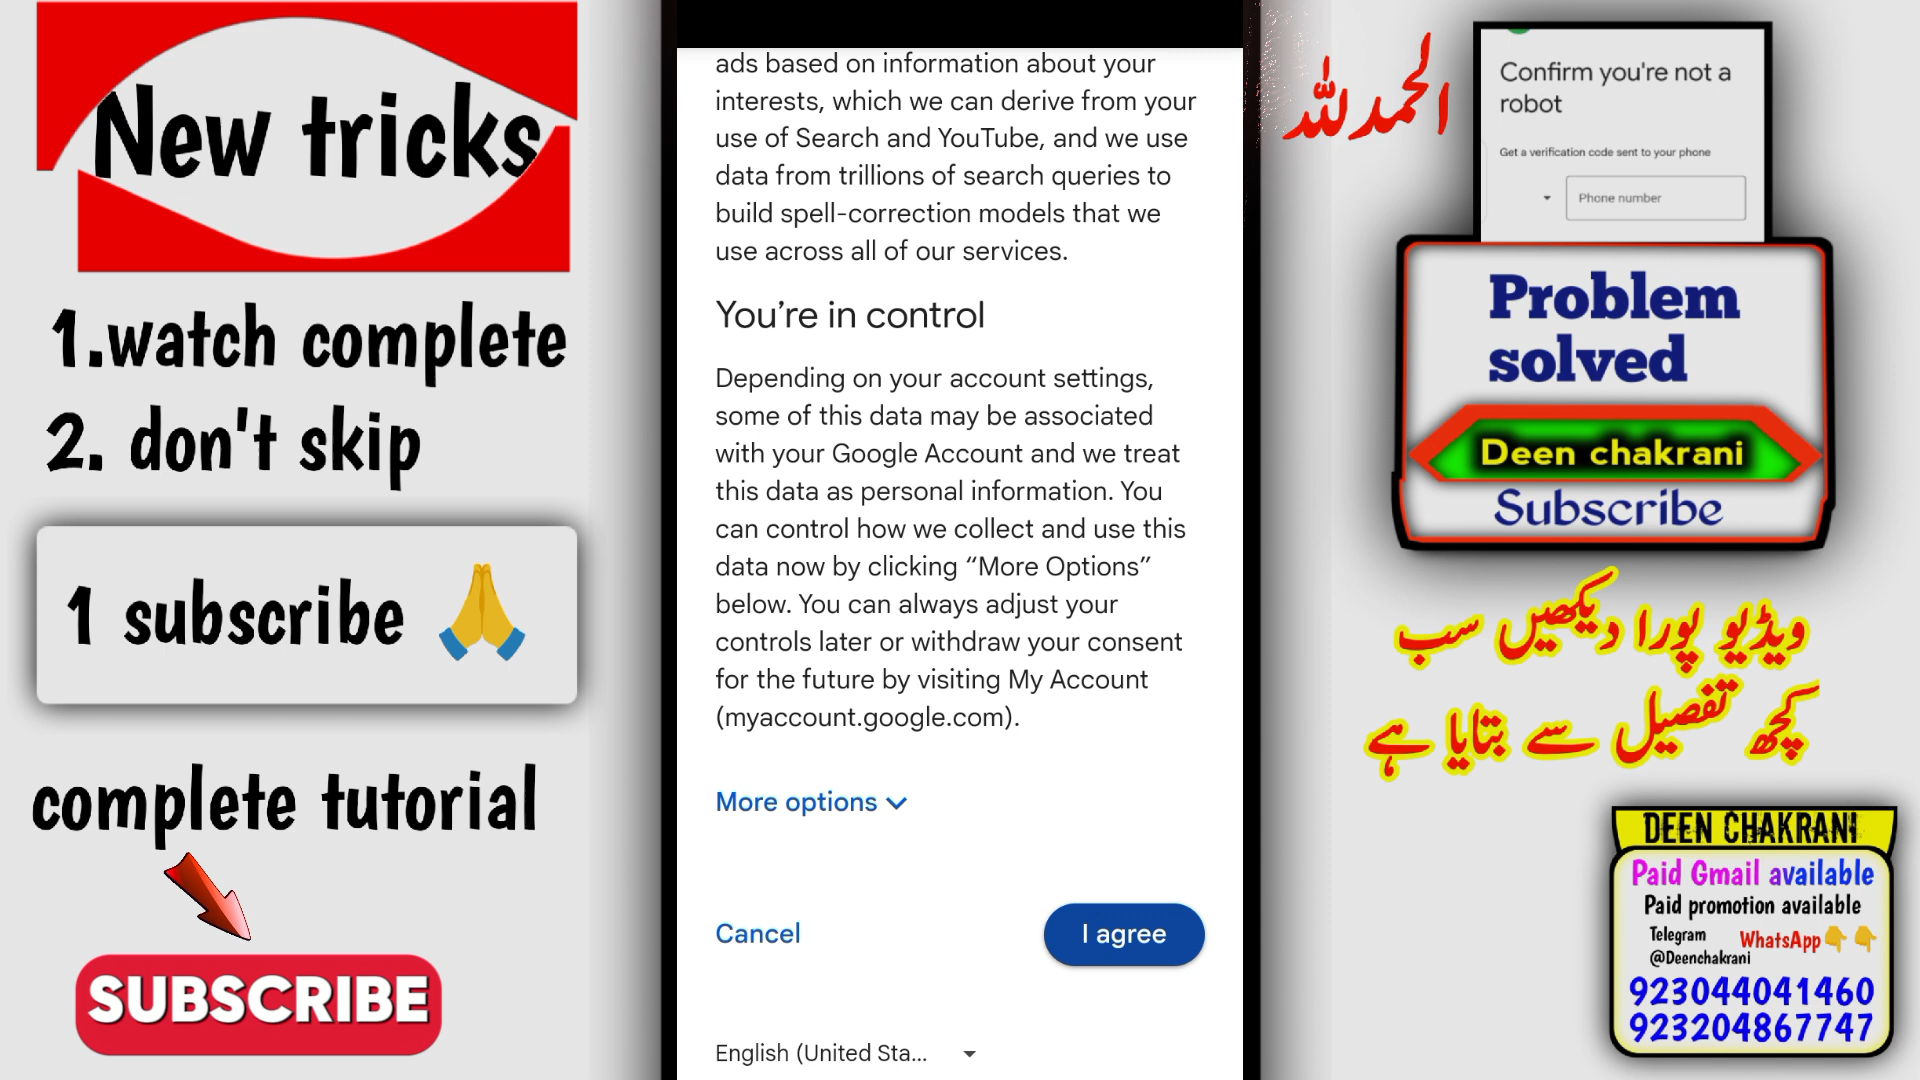 New tricks
1.watch complete
2. don't skip
1 subscribe 🙏
complete tutorial
SUBSCRIBE
ads based on information about your
interests, which we can derive from your
use of Search and YouTube, and we use
data from trillions of search queries to
build spell-correction models that we
use across all of our services.
You're in control
Depending on your account settings,
some of this data may be associated
with your Google Account and we treat
this data as personal information. You
can control how we collect and use this
data now by clicking “More Options”
below. You can always adjust your
controls later or withdraw your consent
for the future by visiting My Account
(myaccount.google.com).
More options
Cancel
I agree
English (United Sta...
الحمد للہ
Confirm you're not a
robot
Get a verification code sent to your phone
Phone number
Problem
solved
Deen chakrani
Subscribe
ویڈیو پورا دیکھیں سب
کچھ تفصیل سے بتایا ہے
DEEN CHAKRANI
Paid Gmail available
Paid promotion available
Telegram
@Deenchakrani
WhatsApp👇👇
923044041460
923204867747